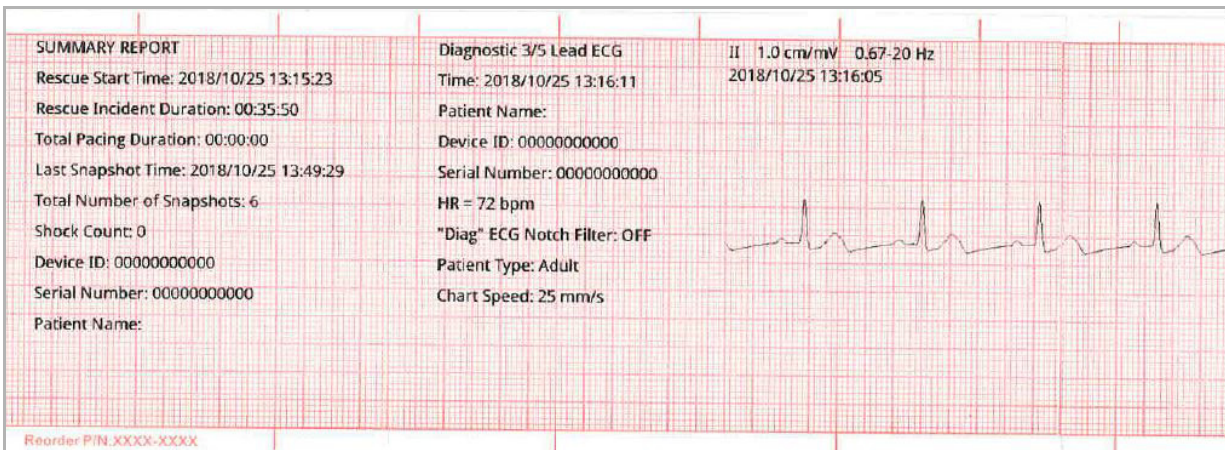 SUMMARY REPORT
Rescue Start Time: 2018/10/25 13:15:23
Rescue Incident Duration: 00:35:50
Total Pacing Duration: 00:00:00
Last Snapshot Time: 2018/10/25 13:49:29
Total Number of Snapshots: 6
Shock Count: 0
Device ID: 00000000000
Serial Number: 00000000000
Patient Name:
Diagnostic 3/5 Lead ECG
Time: 2018/10/25 13:16:11
Patient Name:
Device ID: 00000000000
Serial Number: 00000000000
HR = 72 bpm
"Diag" ECG Notch Filter: OFF
Patient Type: Adult
Chart Speed: 25 mm/s
II 1.0 cm/mV 0.67-20 Hz
2018/10/25 13:16:05
Reorder P/N:XXXX-XXXX